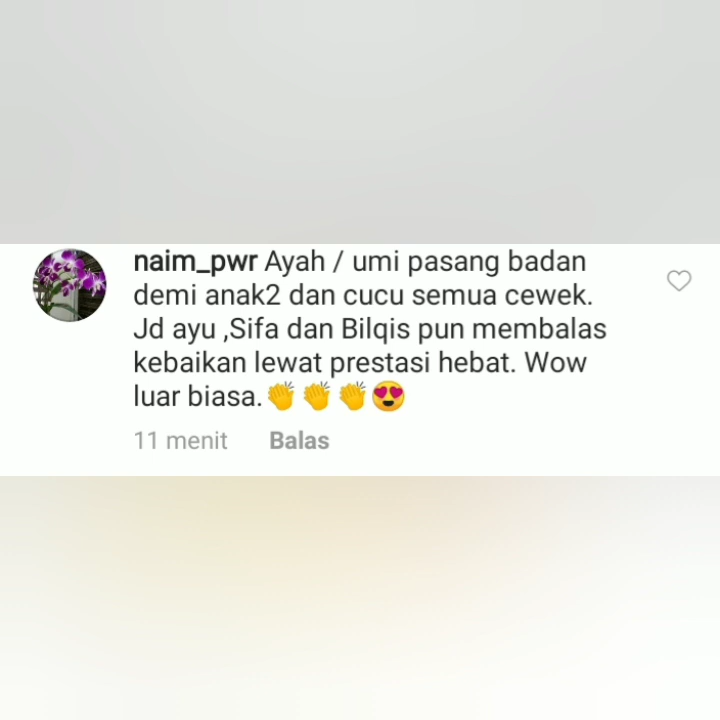 naim_pwr Ayah / umi pasang badan
demi anak2 dan cucu semua cewek.
Jd ayu ,Sifa dan Bilqis pun membalas
kebaikan lewat prestasi hebat. Wow
luar biasa.👏👏👏😍
11 menit Balas